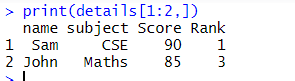 > print(details[1:2,])
name subject Score Rank
1 Sam CSE 90 1
2 John Maths 85 3
>